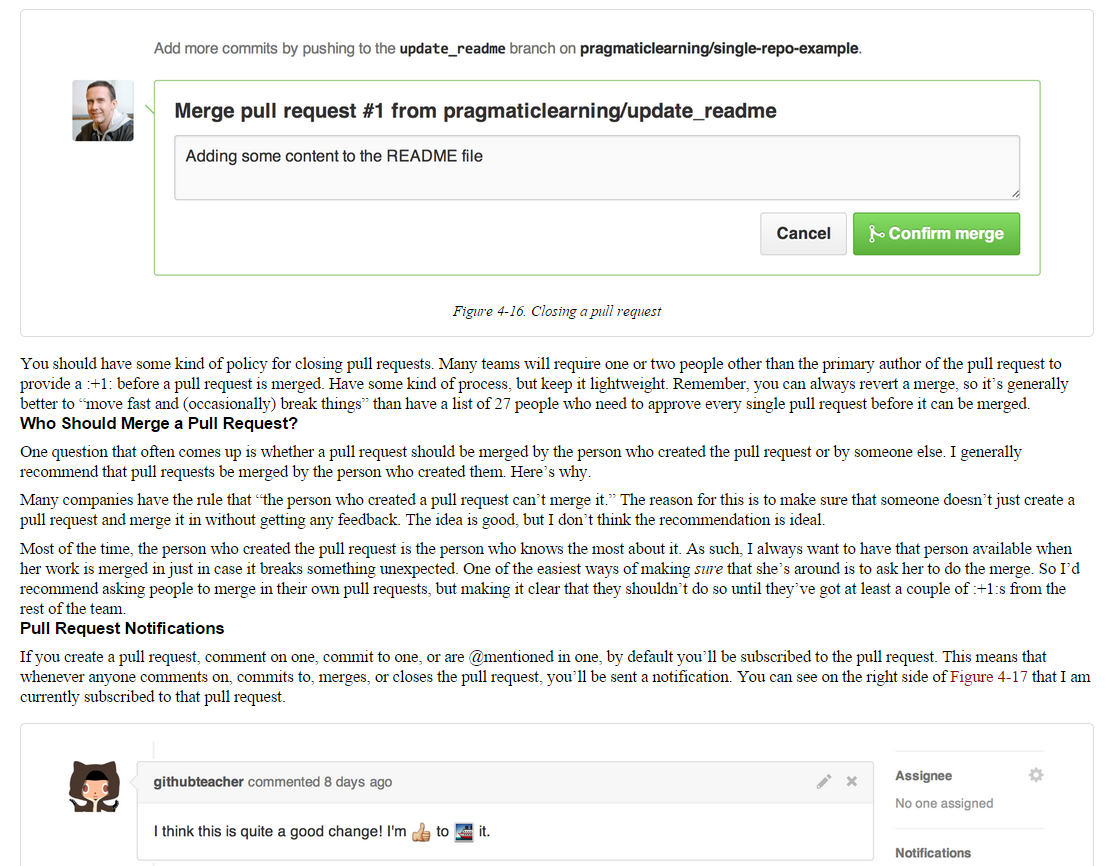 Add more commits by pushing to the update_readme branch on pragmaticlearning/single-repo-example.
Merge pull request #1 from pragmaticlearning/update_readme
Adding some content to the README file
Cancel
Confirm merge
Figure 4-16. Closing a pull request
You should have some kind of policy for closing pull requests. Many teams will require one or two people other than the primary author of the pull request to
provide a :+1: before a pull request is merged. Have some kind of process, but keep it lightweight. Remember, you can always revert a merge, so it’s generally
better to “move fast and (occasionally) break things” than have a list of 27 people who need to approve every single pull request before it can be merged.
Who Should Merge a Pull Request?
One question that often comes up is whether a pull request should be merged by the person who created the pull request or by someone else. I generally
recommend that pull requests be merged by the person who created them. Here’s why.
Many companies have the rule that “the person who created a pull request can’t merge it.” The reason for this is to make sure that someone doesn’t just create a
pull request and merge it in without getting any feedback. The idea is good, but I don’t think the recommendation is ideal.
Most of the time, the person who created the pull request is the person who knows the most about it. As such, I always want to have that person available when
her work is merged in just in case it breaks something unexpected. One of the easiest ways of making sure that she’s around is to ask her to do the merge. So I’d
recommend asking people to merge in their own pull requests, but making it clear that they shouldn’t do so until they’ve got at least a couple of :+1:s from the
rest of the team.
Pull Request Notifications
If you create a pull request, comment on one, commit to one, or are @mentioned in one, by default you’ll be subscribed to the pull request. This means that
whenever anyone comments on, commits to, merges, or closes the pull request, you’ll be sent a notification. You can see on the right side of Figure 4-17 that I am
currently subscribed to that pull request.
githubteacher commented 8 days ago
I think this is quite a good change! I'm 👍 to 🚢 it.
Assignee
No one assigned
Notifications